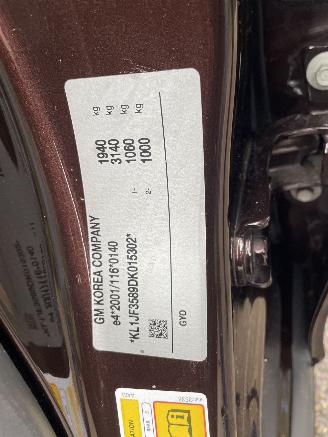 GM KOREA COMPANY
e4*2001/116*0140
*KL1JF3589DK015302*
1940 kg
3140 kg
1- 1060 kg
2- 1000 kg
GYO